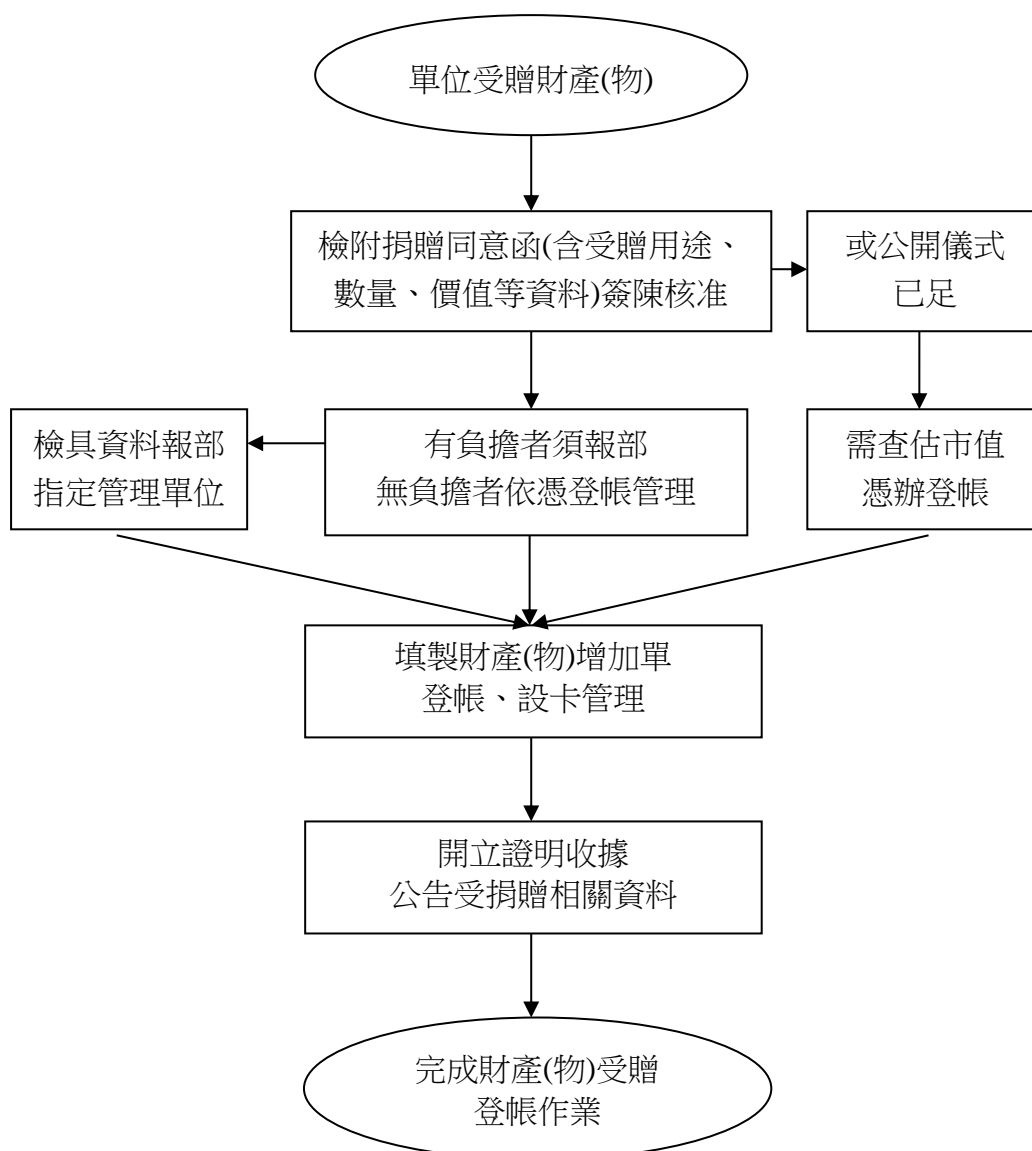 單位受贈財產(物)
檢附捐贈同意函(含受贈用途、
數量、價值等資料)簽陳核准
或公開儀式
已足
檢具資料報部
指定管理單位
有負擔者須報部
無負擔者依憑登帳管理
需查估市值
憑辦登帳
填製財產(物)增加單
登帳、設卡管理
開立證明收據
公告受捐贈相關資料
完成財產(物)受贈
登帳作業